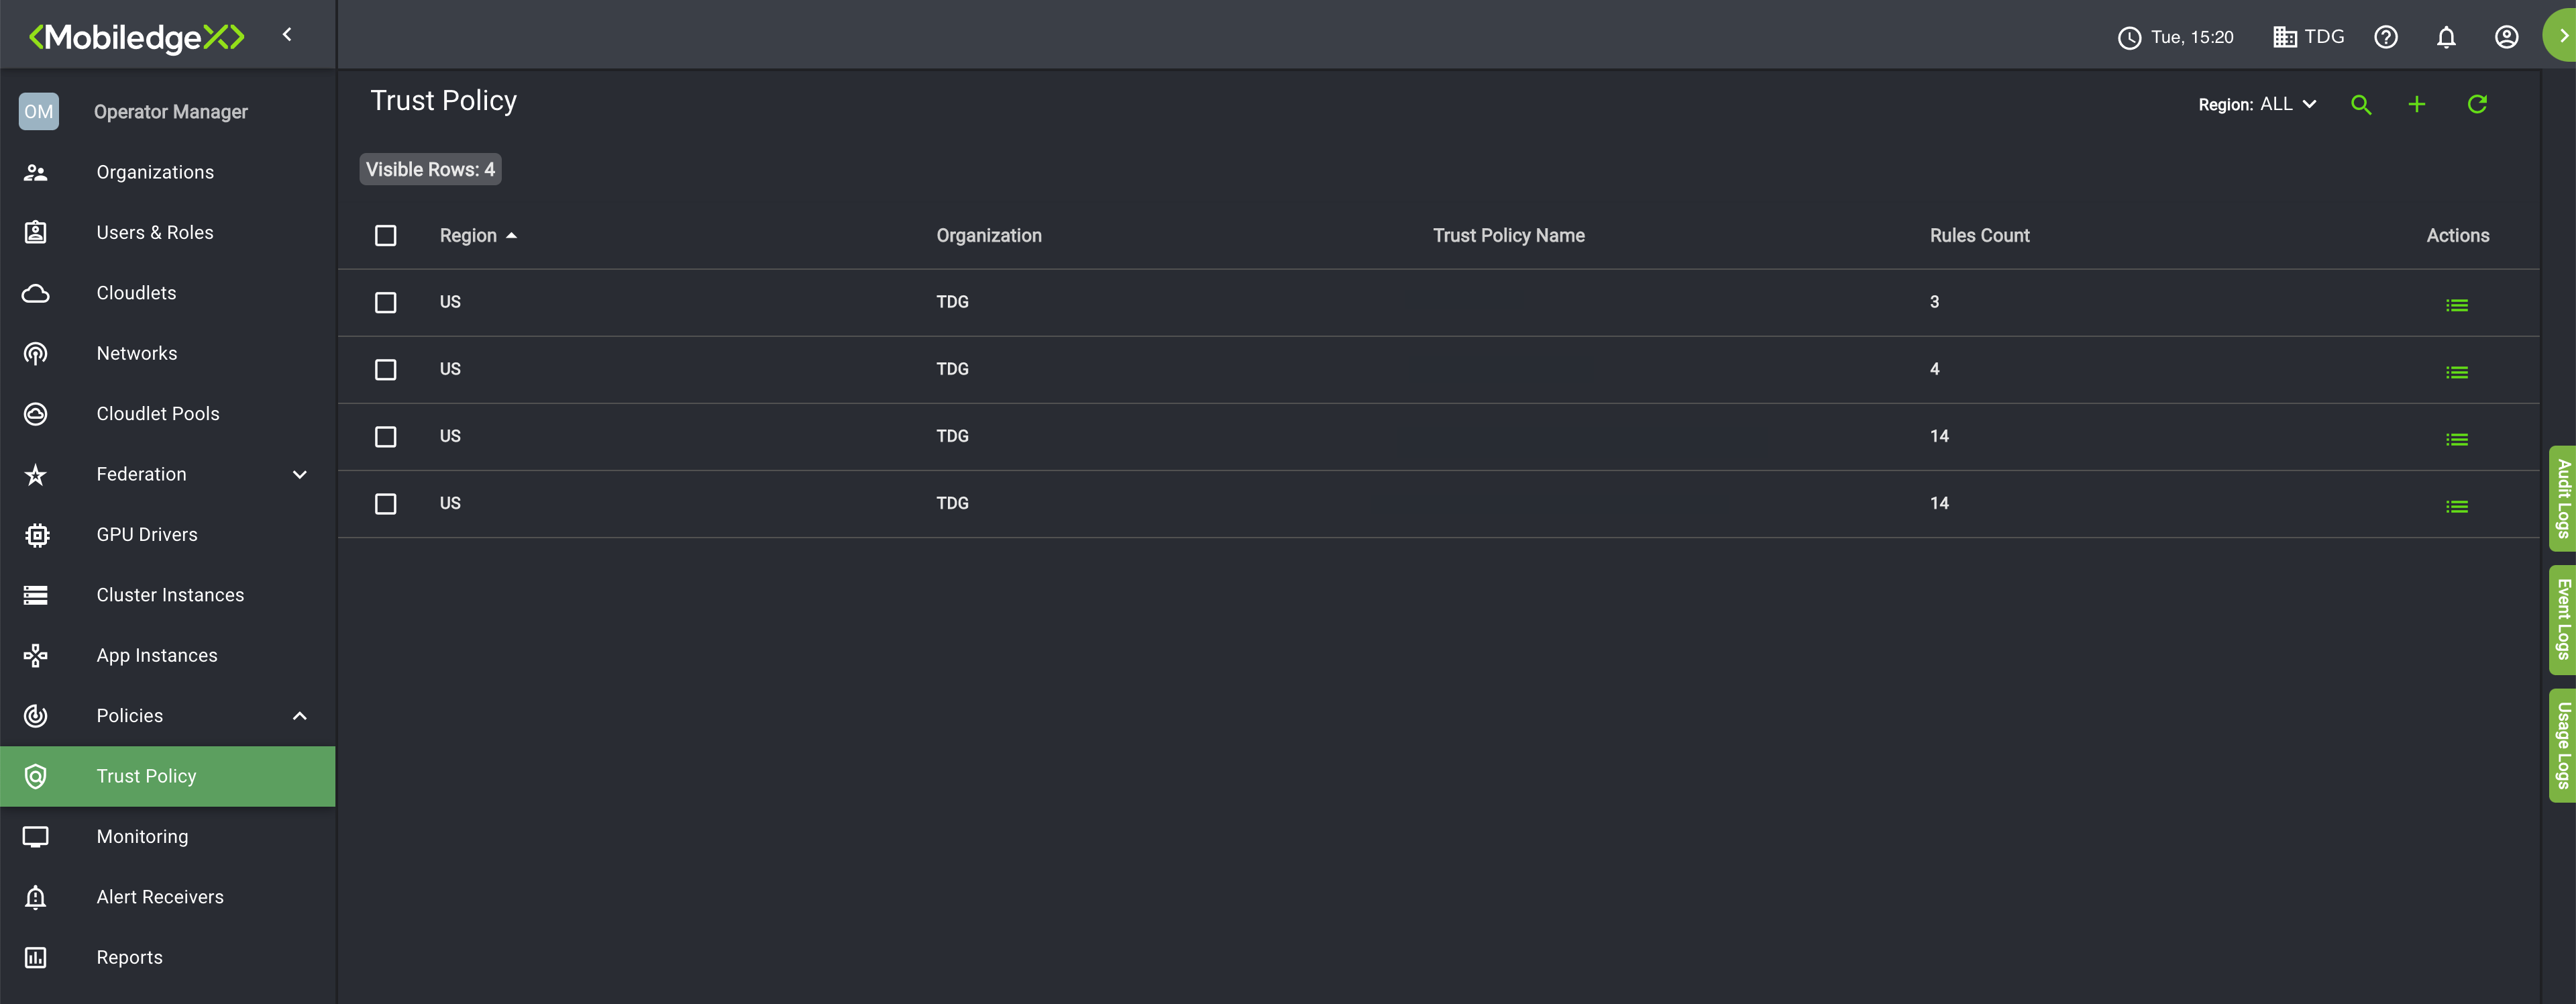 MobiledgeX
Tue, 15:20
TDG
OM
Operator Manager
Organizations
Users & Roles
Cloudlets
Networks
Cloudlet Pools
Federation
GPU Drivers
Cluster Instances
App Instances
Policies
Trust Policy
Monitoring
Alert Receivers
Reports
Trust Policy
Region: ALL
Visible Rows: 4
Region Organization Trust Policy Name Rules Count Actions
US TDG 3
US TDG 4
US TDG 14
US TDG 14
Audit Logs
Event Logs
Usage Logs